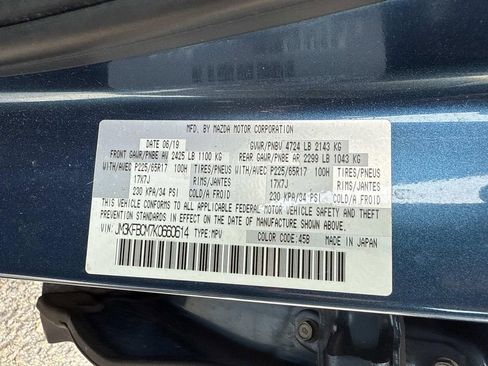 MFD. BY MAZDA MOTOR CORPORATION
DATE 06/19 GVWR/PNBV 4724 LB 2143 KG
FRONT GAWR/PNBE AV 2425 LB 1100 KG REAR GAWR/PNBE AR 2299 LB 1043 KG
WITH/AVEC P225/65R17 100H TIRES/PNEUS WITH/AVEC P225/65R17 100H TIRES/PNEUS
17X7J RIMS/JANTES 17X7J RIMS/JANTES
230 KPA/34 PSI COLD/A FROID 230 KPA/34 PSI COLD/A FROID
THIS VEHICLE CONFORMS TO ALL APPLICABLE FEDERAL MOTOR VEHICLE SAFETY AND THEFT
PREVENTION STANDARDS IN EFFECT ON THE DATE OF MANUFACTURE SHOWN ABOVE.
JM3KFBCM7K0660614 TYPE:MPV COLOR CODE:45B MADE IN JAPAN